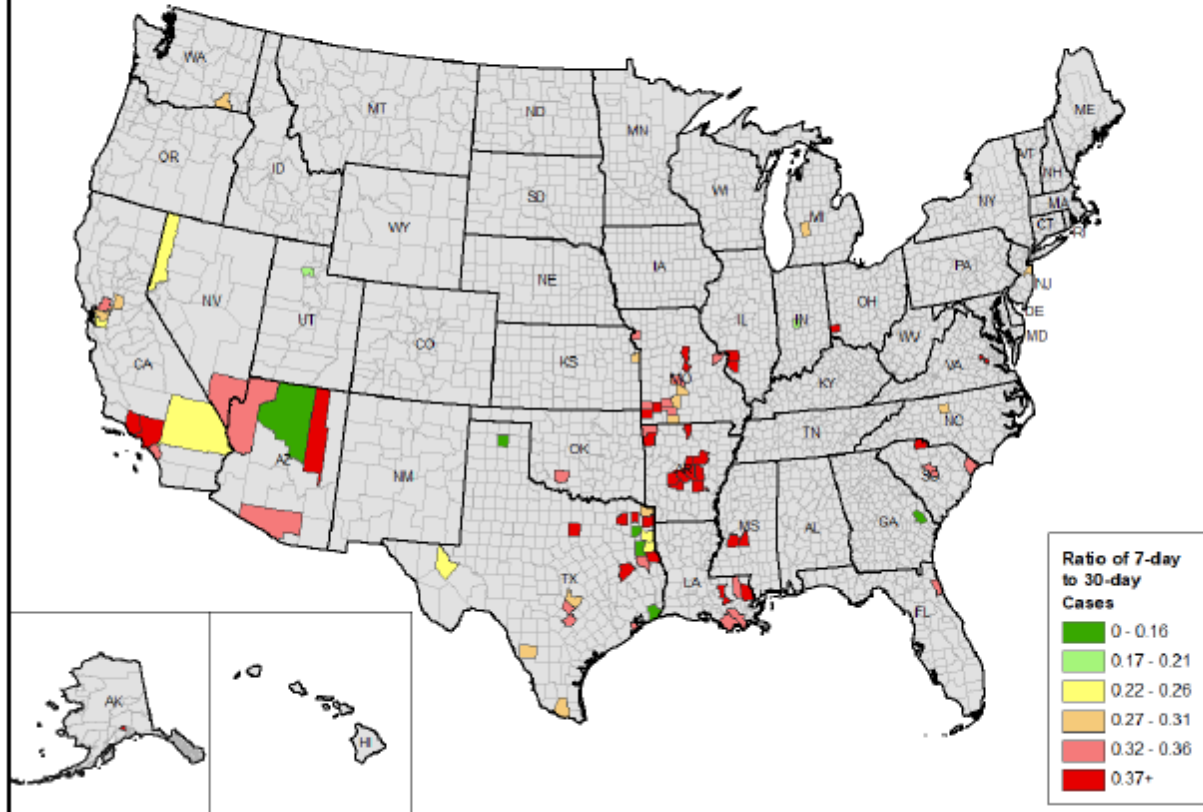 WA
MT
ND
MN
ME
OR
ID
SD
WI
MI
VT
NH
NY
MA
CT
RI
WY
IA
NE
PA
NJ
NV
UT
CO
IL
IN
OH
DE
MD
WV
CA
KS
MO
KY
VA
AZ
NM
OK
AR
TN
NC
SC
TX
LA
MS
AL
GA
FL
AK
HI
Ratio of 7-day
to 30-day
Cases
0 - 0.16
0.17 - 0.21
0.22 - 0.26
0.27 - 0.31
0.32 - 0.36
0.37+